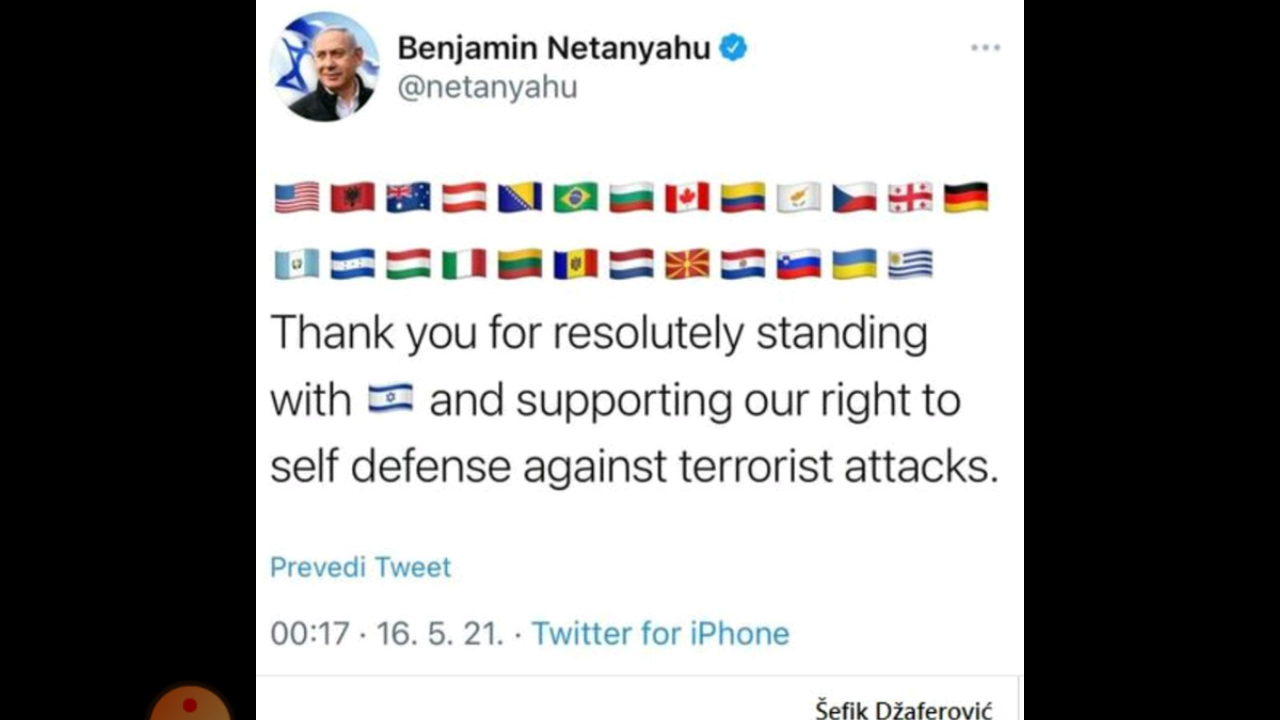 Benjamin Netanyahu
@netanyahu
🇺🇸 🇦🇱 🇦🇺 🇦🇹 🇧🇦 🇧🇷 🇧🇬 🇨🇦 🇨🇴 🇨🇾 🇨🇿 🇬🇪 🇩🇪
🇬🇹 🇭🇳 🇭🇺 🇮🇹 🇱🇹 🇲🇩 🇳🇱 🇲🇰 🇵🇾 🇸🇮 🇺🇦 🇺🇾
Thank you for resolutely standing
with 🇮🇱 and supporting our right to
self defense against terrorist attacks.
Prevedi Tweet
00:17 · 16. 5. 21. · Twitter for iPhone
Šefik Džaferović